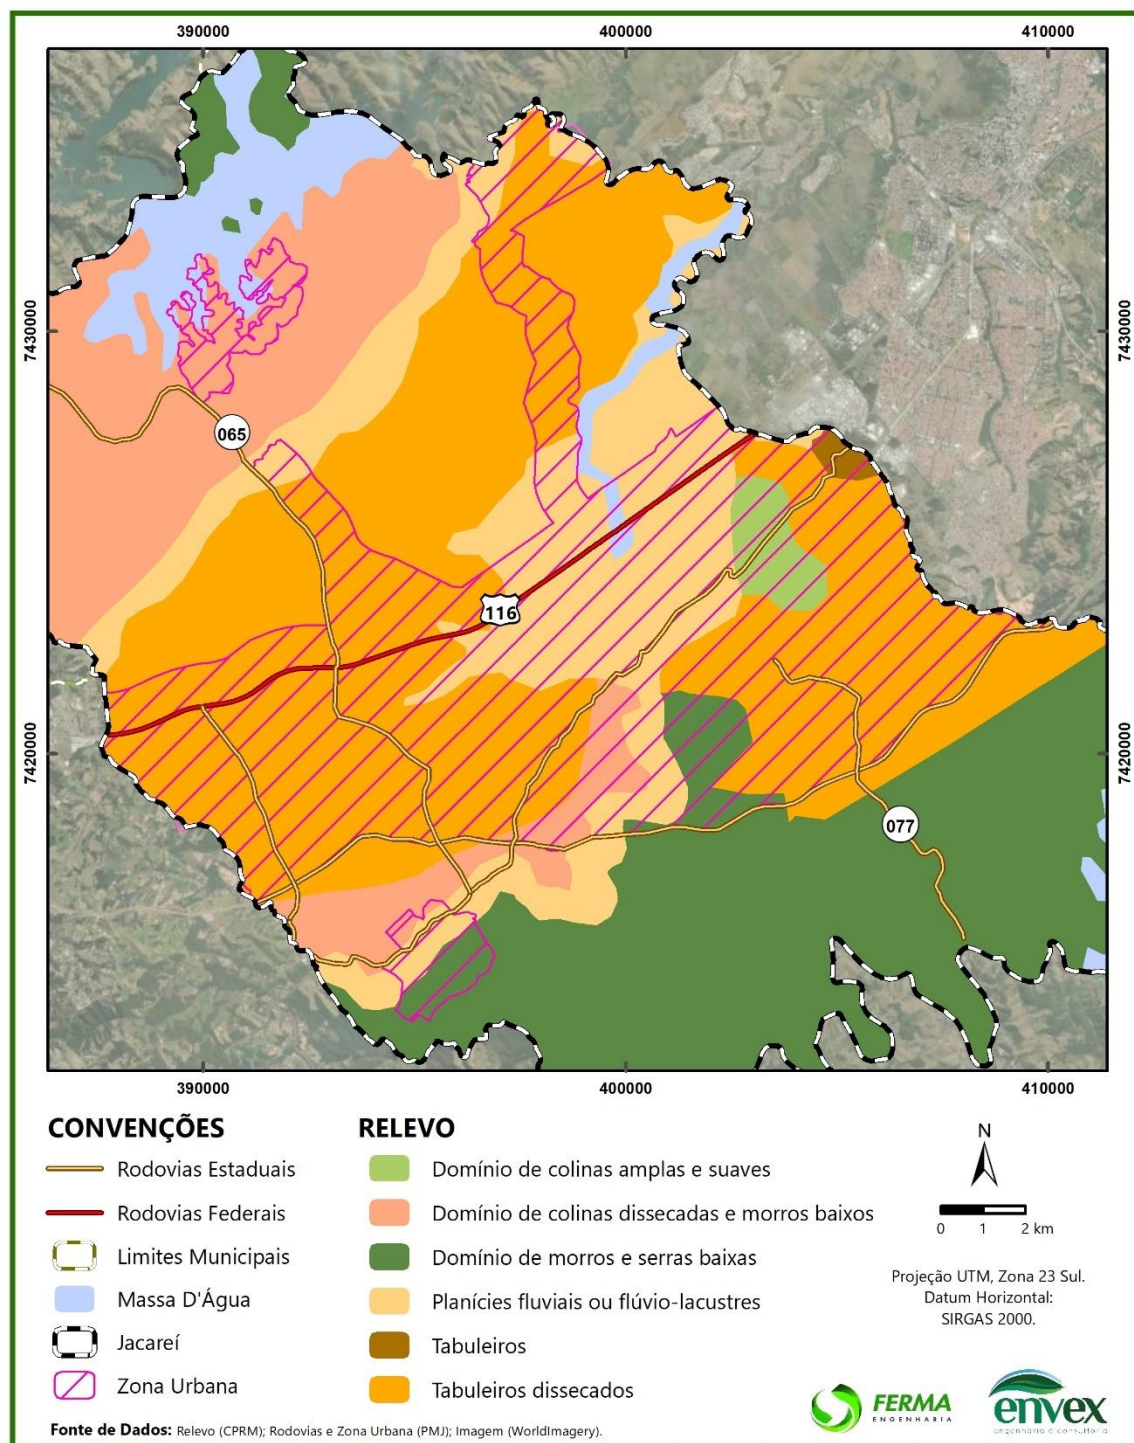 390000 400000 410000
7430000 7430000
065
116
7420000 7420000
077
390000 400000 410000
CONVENÇÕES
Rodovias Estaduais
Rodovias Federais
Limites Municipais
Massa D'Água
Jacareí
Zona Urbana
RELEVO
Domínio de colinas amplas e suaves
Domínio de colinas dissecadas e morros baixos
Domínio de morros e serras baixas
Planícies fluviais ou flúvio-lacustres
Tabuleiros
Tabuleiros dissecados
N
0 1 2 km
Projeção UTM, Zona 23 Sul.
Datum Horizontal:
SIRGAS 2000.
FERMA
ENGENHARIA
envex
engenharia e consultoria
Fonte de Dados: Relevo (CPRM); Rodovias e Zona Urbana (PMJ); Imagem (WorldImagery).